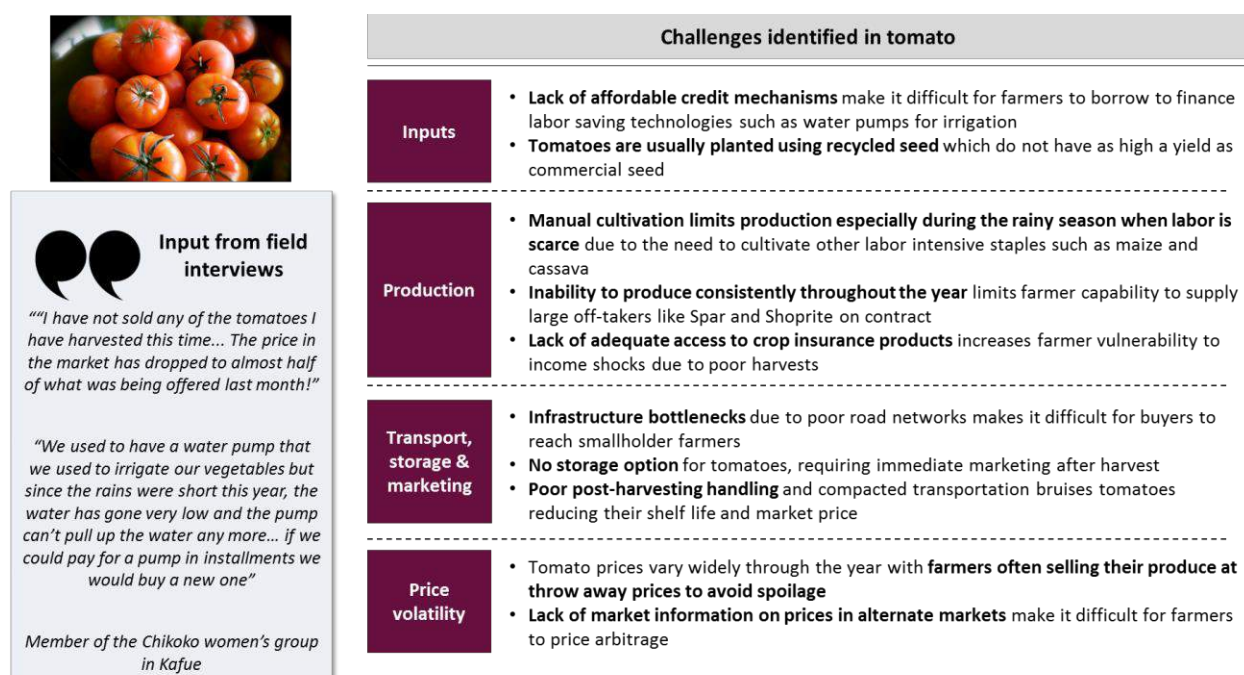 Challenges identified in tomato
Inputs
• Lack of affordable credit mechanisms make it difficult for farmers to borrow to finance
labor saving technologies such as water pumps for irrigation
• Tomatoes are usually planted using recycled seed which do not have as high a yield as
commercial seed
Production
• Manual cultivation limits production especially during the rainy season when labor is
scarce due to the need to cultivate other labor intensive staples such as maize and
cassava
• Inability to produce consistently throughout the year limits farmer capability to supply
large off-takers like Spar and Shoprite on contract
• Lack of adequate access to crop insurance products increases farmer vulnerability to
income shocks due to poor harvests
Transport,
storage &
marketing
• Infrastructure bottlenecks due to poor road networks makes it difficult for buyers to
reach smallholder farmers
• No storage option for tomatoes, requiring immediate marketing after harvest
• Poor post-harvesting handling and compacted transportation bruises tomatoes
reducing their shelf life and market price
Price
volatility
• Tomato prices vary widely through the year with farmers often selling their produce at
throw away prices to avoid spoilage
• Lack of market information on prices in alternate markets make it difficult for farmers
to price arbitrage
Input from field
interviews
““I have not sold any of the tomatoes I
have harvested this time... The price in
the market has dropped to almost half
of what was being offered last month!”
“We used to have a water pump that
we used to irrigate our vegetables but
since the rains were short this year, the
water has gone very low and the pump
can’t pull up the water any more… if we
could pay for a pump in installments we
would buy a new one”
Member of the Chikoko women’s group
in Kafue